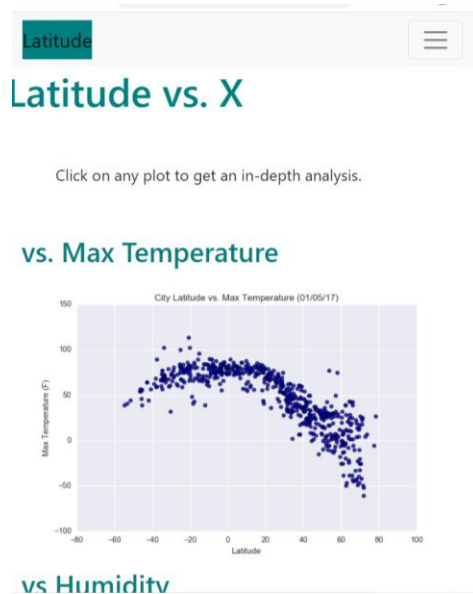 Latitude
Latitude vs. X
Click on any plot to get an in-depth analysis.
vs. Max Temperature
City Latitude vs. Max Temperature (01/05/17)
150
100
50
0
−50
−100
Max Temperature (F)
−80 −60 −40 −20 0 20 40 60 80 100
Latitude
vs Humidity